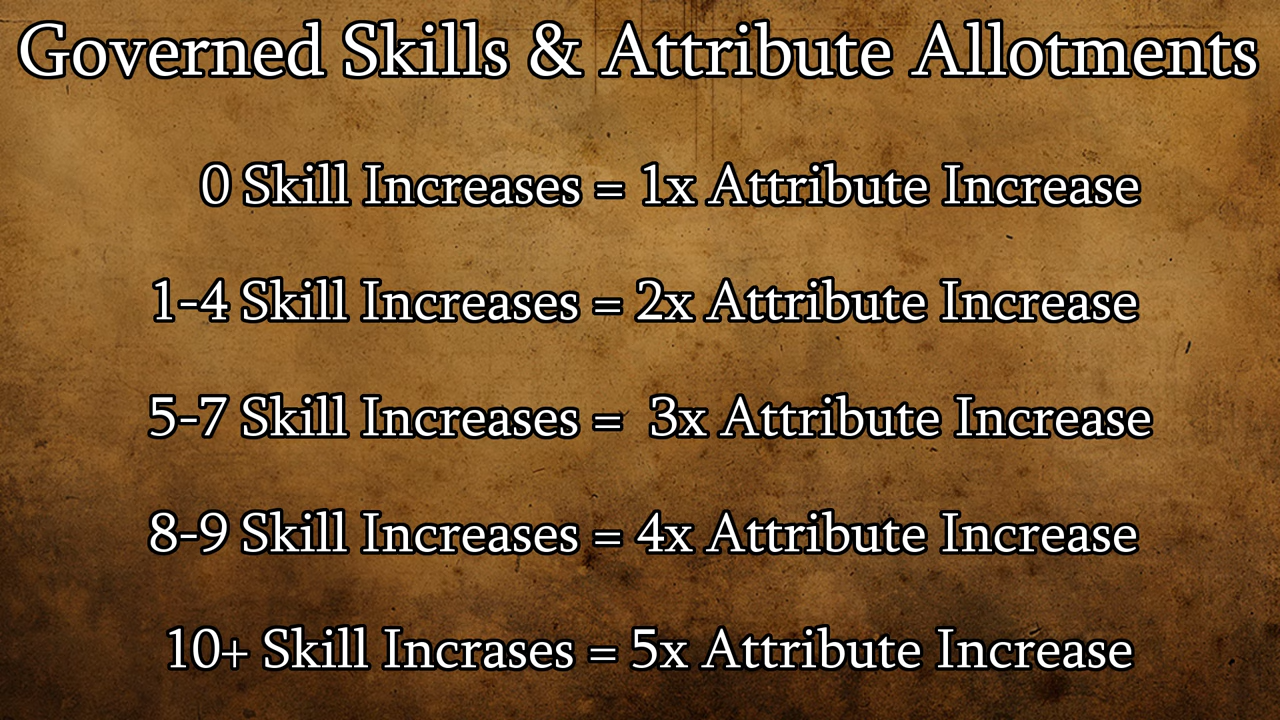 Governed Skills & Attribute Allotments
0 Skill Increases = 1x Attribute Increase
1-4 Skill Increases = 2x Attribute Increase
5-7 Skill Increases = 3x Attribute Increase
8-9 Skill Increases = 4x Attribute Increase
10+ Skill Incrases = 5x Attribute Increase